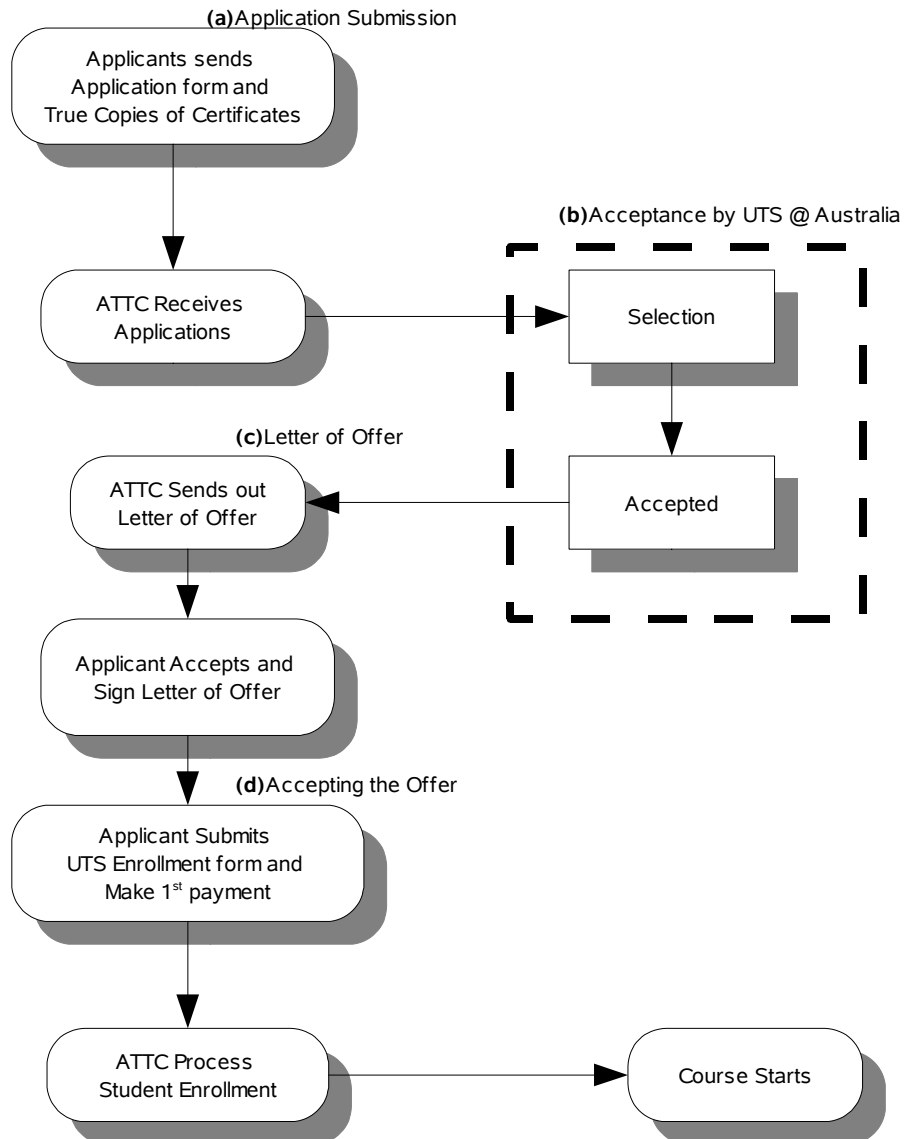 (a)Application Submission
Applicants sends
Application form and
True Copies of Certificates
(b)Acceptance by UTS @ Australia
ATTC Receives
Applications
Selection
(c)Letter of Offer
ATTC Sends out
Letter of Offer
Accepted
Applicant Accepts and
Sign Letter of Offer
(d)Accepting the Offer
Applicant Submits
UTS Enrollment form and
Make 1st payment
ATTC Process
Student Enrollment
Course Starts